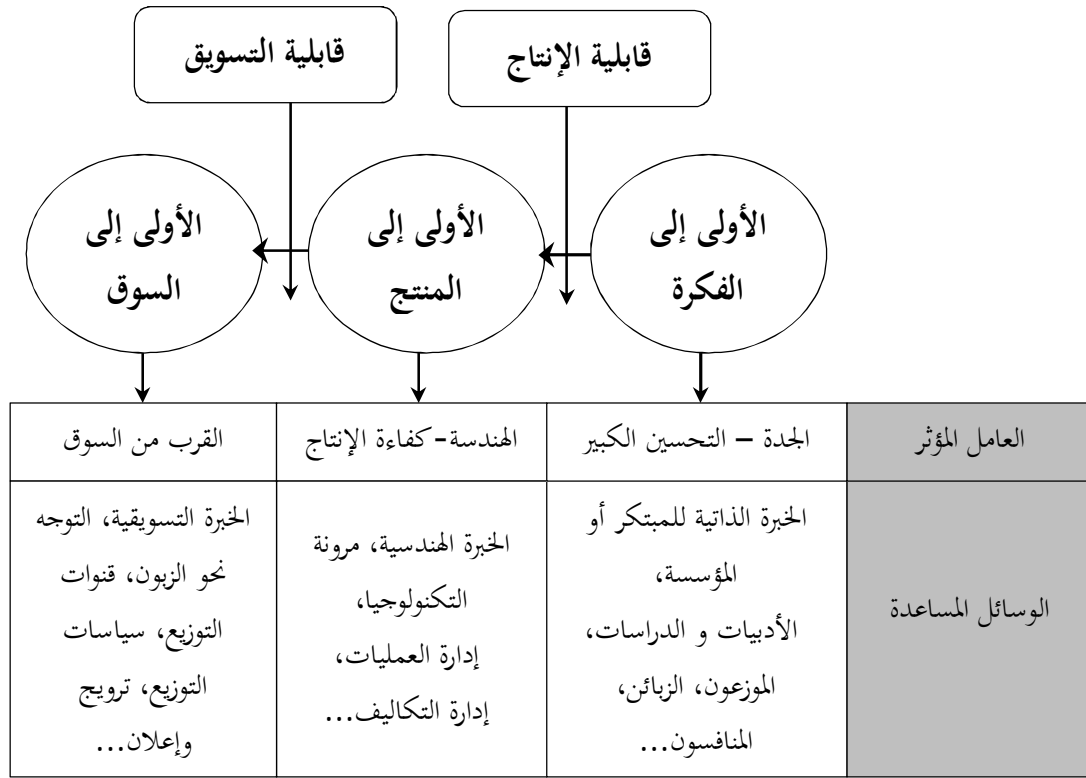 قابلية الإنتاج
قابلية التسويق
الأولى إلى
الفكرة
الأولى إلى
المنتج
الأولى إلى
السوق
العامل المؤثر
الجدة – التحسين الكبير
الهندسة-كفاءة الإنتاج
القرب من السوق
الوسائل المساعدة
الخبرة الذاتية للمبتكر أو
المؤسسة،
الأدبيات و الدراسات،
الموزعون، الزبائن،
المنافسون...
الخبرة الهندسية، مرونة
التكنولوجيا،
إدارة العمليات،
إدارة التكاليف...
الخبرة التسويقية، التوجه
نحو الزبون، قنوات
التوزيع، سياسات
التوزيع، ترويج
وإعلان...